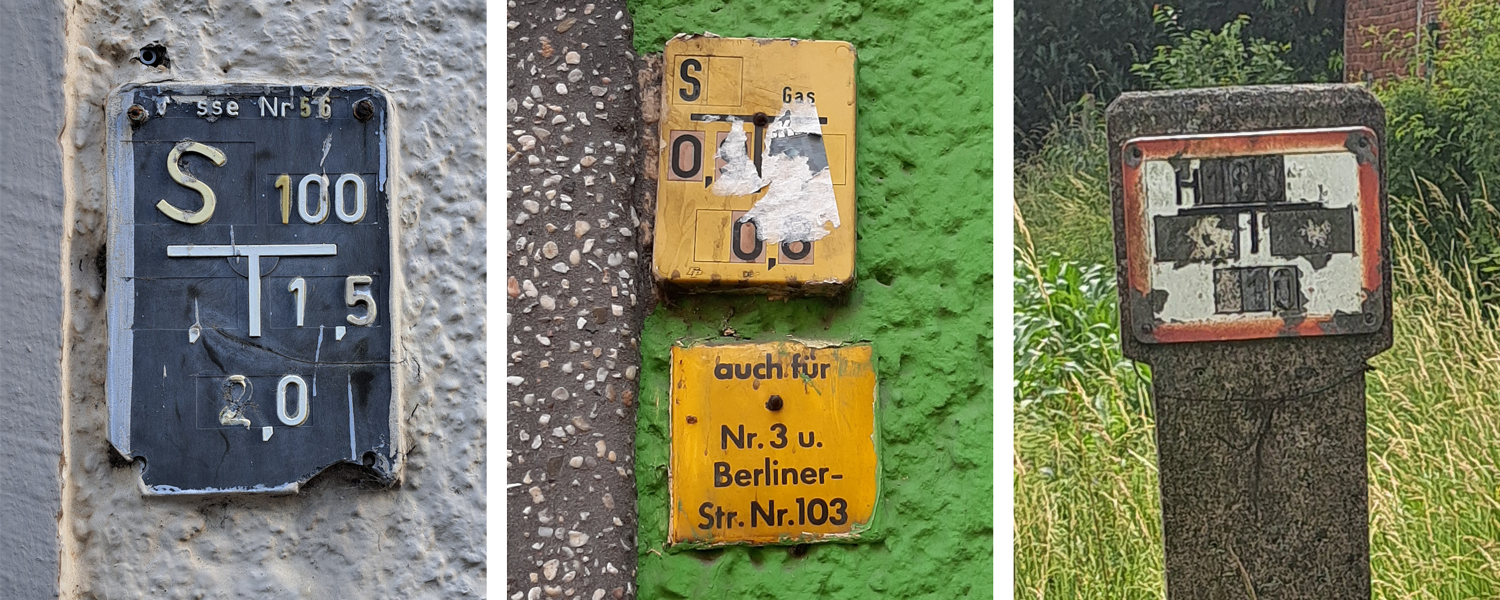 sse Nr 56
S 100
T 1,5
2,0
S
Gas
0,
0,8
auch für
Nr. 3 u.
Berliner-
Str. Nr. 103
H